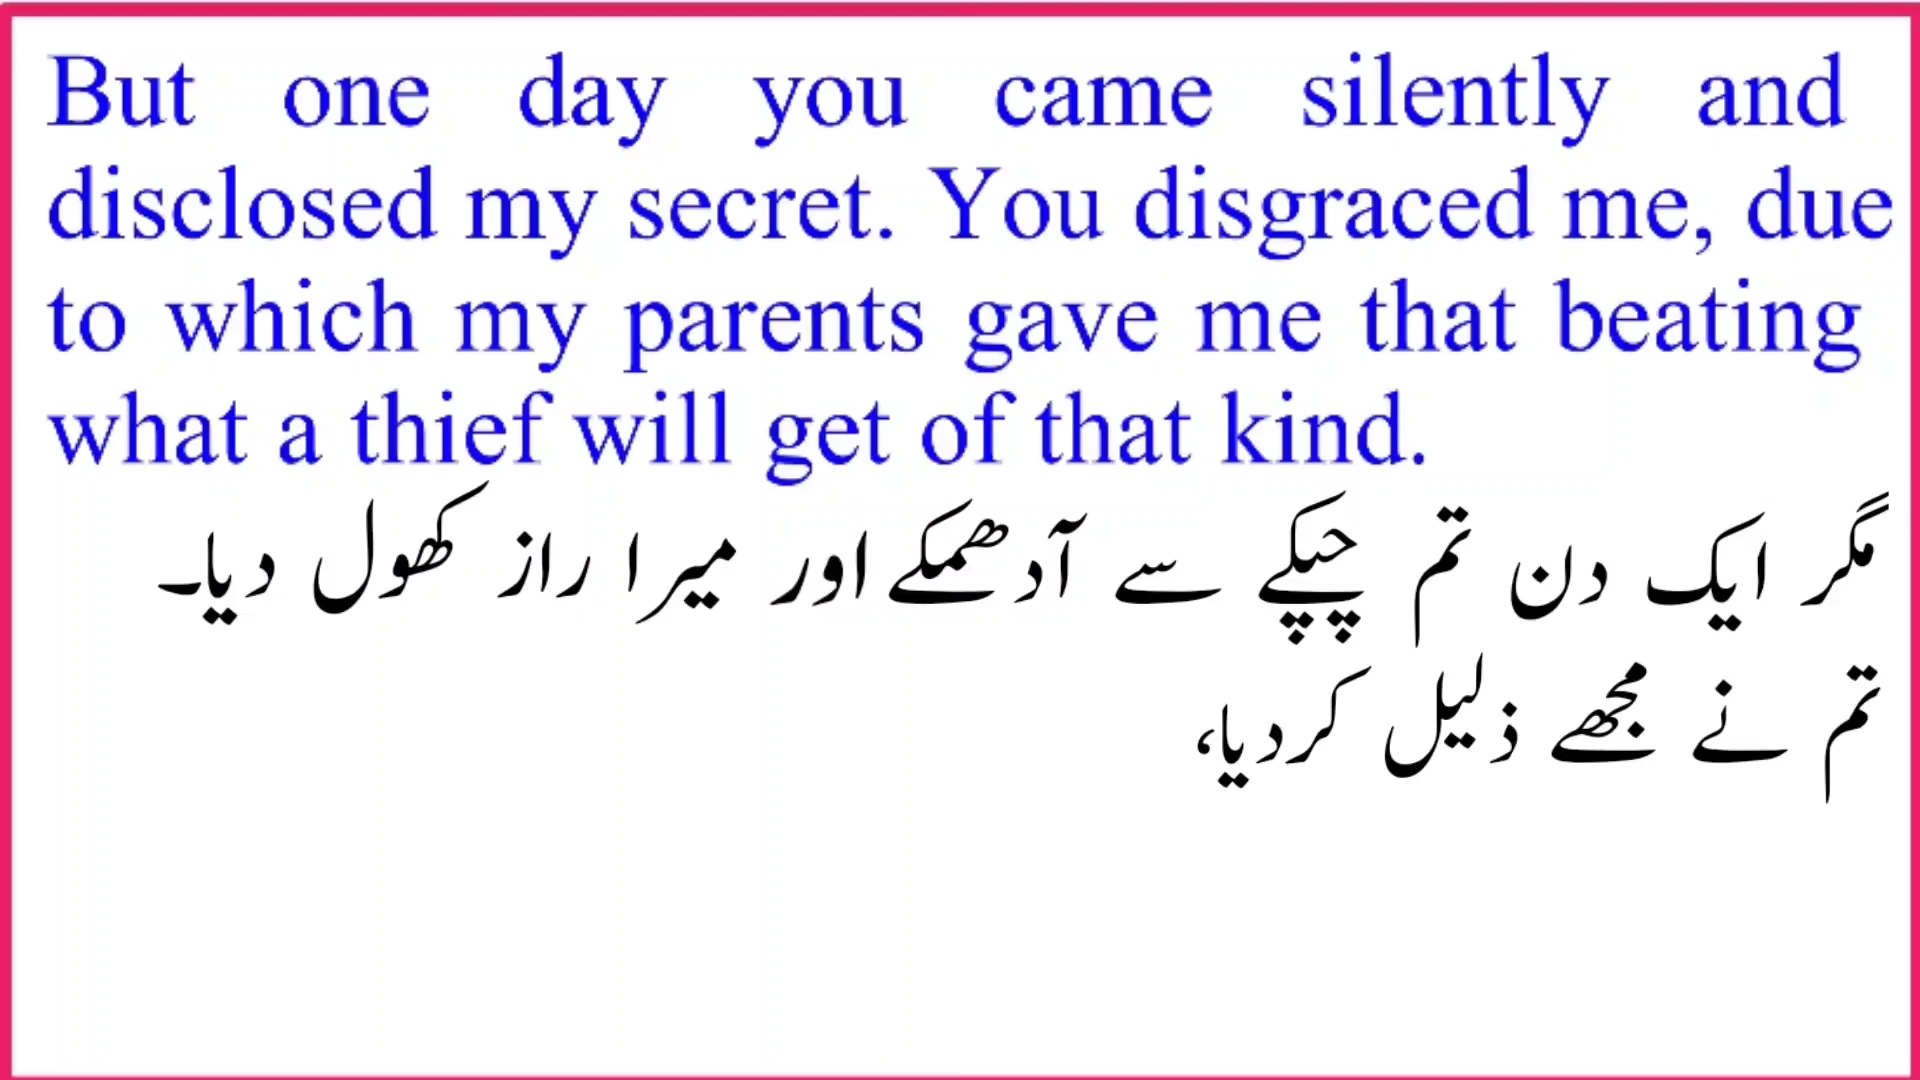 But one day you came silently and
disclosed my secret. You disgraced me, due
to which my parents gave me that beating
what a thief will get of that kind.
مگر ایک دن تم چپکے سے آدھمکے اور میرا راز کھول دیا۔
تم نے مجھے ذلیل کردیا،